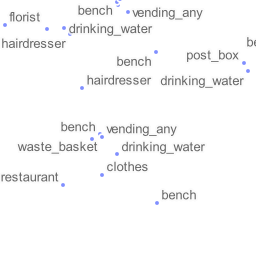 bench
vending_any
florist
drinking_water
hairdresser
be
post_box
bench
hairdresser
drinking_water
bench
vending_any
waste_basket
drinking_water
clothes
restaurant
bench